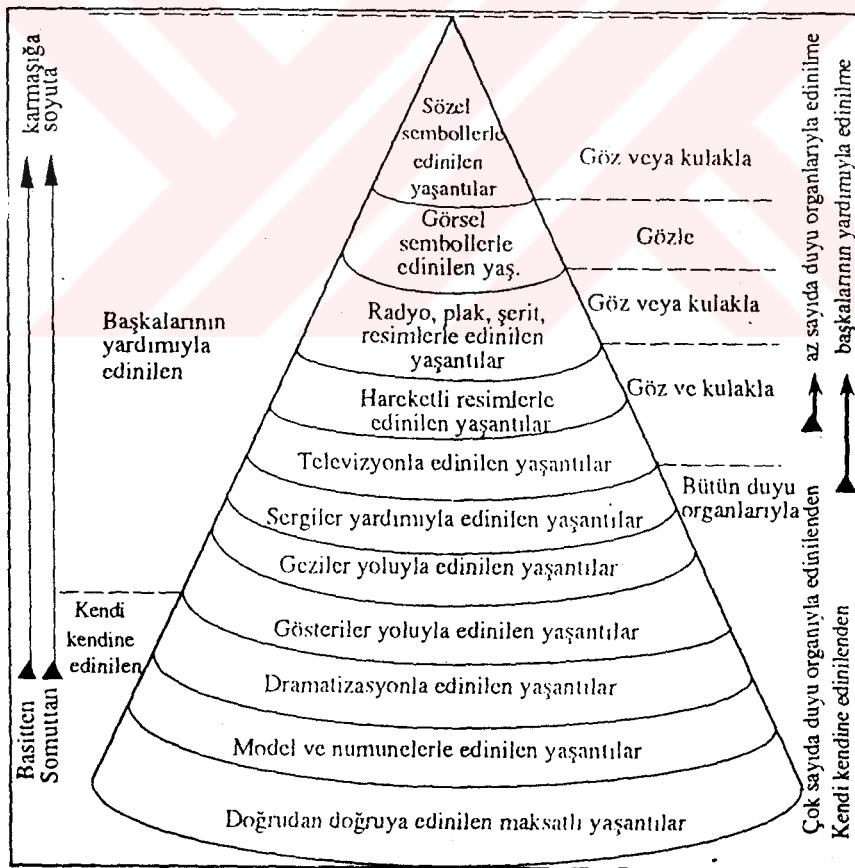 karmaşığa
soyuta
Basitten
Somuttan
Başkalarının
yardımıyla
edinilen
Kendi
kendine
edinilen
Sözel
sembollerle
edinilen
yaşantılar
Görsel
sembollerle
edinilen yaş.
Radyo, plak, şerit,
resimlerle edinilen
yaşantılar
Hareketli resimlerle
edinilen yaşantılar
Televizyonla edinilen yaşantılar
Sergiler yardımıyla edinilen yaşantılar
Geziler yoluyla edinilen yaşantılar
Gösteriler yoluyla edinilen yaşantılar
Dramatizasyonla edinilen yaşantılar
Model ve numunelerle edinilen yaşantılar
Doğrudan doğruya edinilen maksatlı yaşantılar
Göz veya kulakla
Gözle
Göz veya kulakla
Göz ve kulakla
Bütün duyu
organlarıyla
az sayıda duyu organlarıyla edinilme
başkalarının yardımıyla edinilme
Çok sayıda duyu organıyla edinilenden
Kendi kendine edinilenden